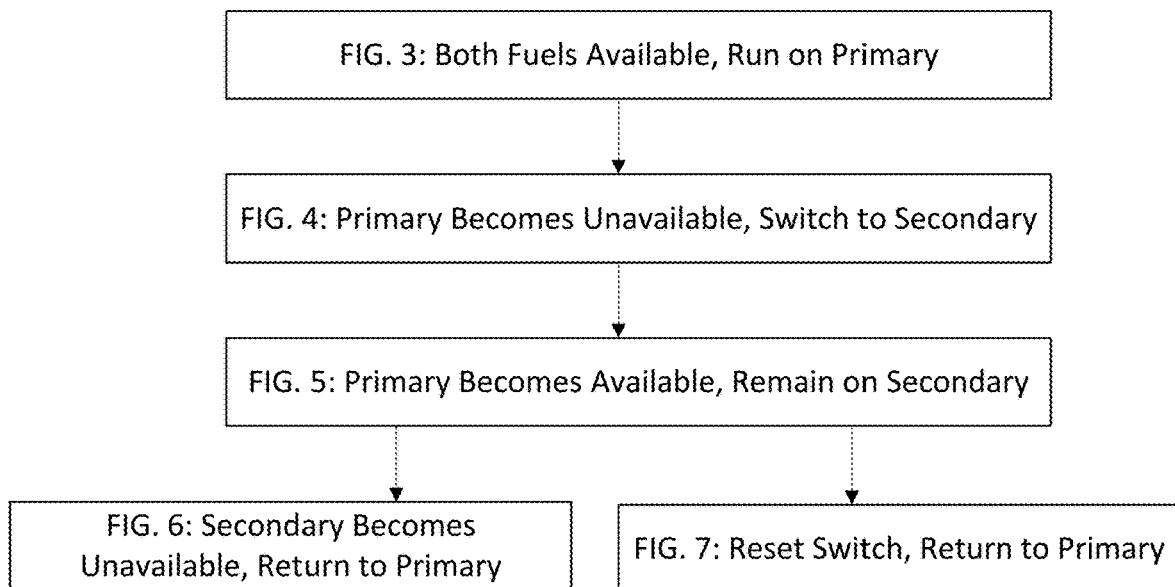 FIG. 3: Both Fuels Available, Run on Primary
FIG. 4: Primary Becomes Unavailable, Switch to Secondary
FIG. 5: Primary Becomes Available, Remain on Secondary
FIG. 6: Secondary Becomes
Unavailable, Return to Primary
FIG. 7: Reset Switch, Return to Primary